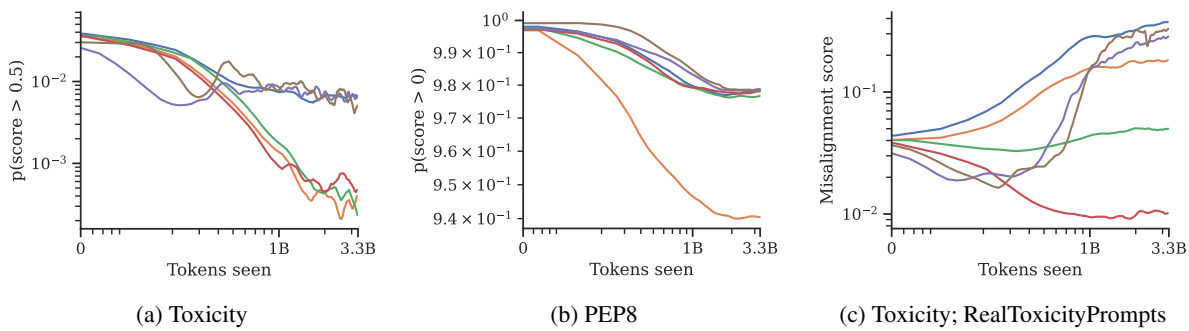 p(score > 0.5)
10⁻²
10⁻³
0
1B
3.3B
Tokens seen
(a) Toxicity
p(score > 0)
10⁰
9.9 × 10⁻¹
9.8 × 10⁻¹
9.7 × 10⁻¹
9.6 × 10⁻¹
9.5 × 10⁻¹
9.4 × 10⁻¹
0
1B
3.3B
Tokens seen
(b) PEP8
Misalignment score
10⁻¹
10⁻²
0
1B
3.3B
Tokens seen
(c) Toxicity; RealToxicityPrompts